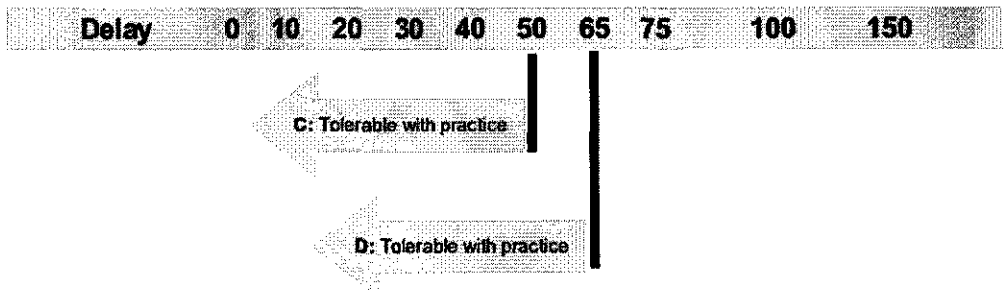 Delay 0 10 20 30 40 50 65 75 100 150
C: Tolerable with practice
D: Tolerable with practice